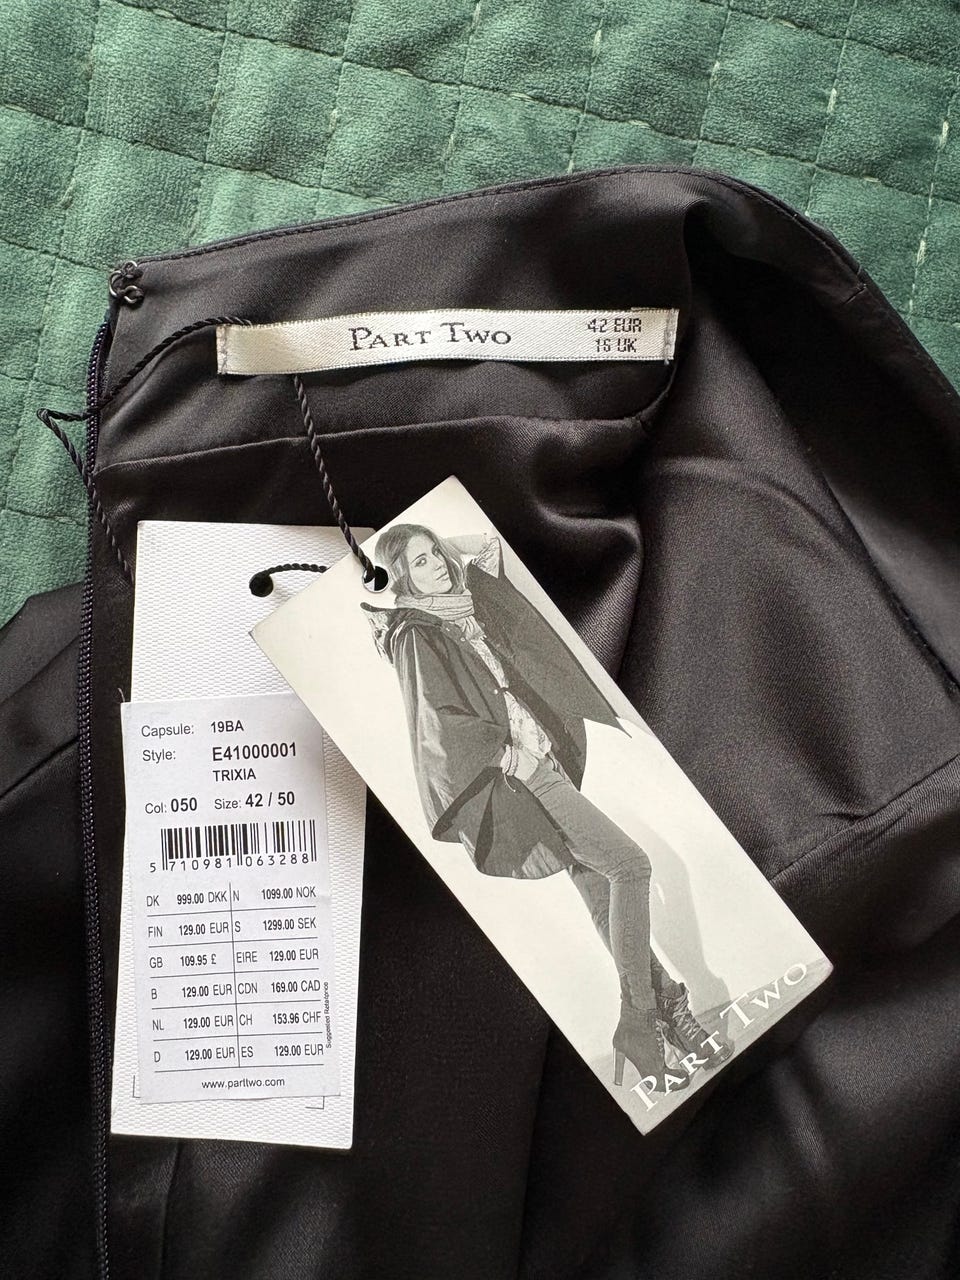 PART TWO
42 EUR
16 UK
Capsule: 19BA
Style: E41000001
TRIXIA
Col: 050 Size: 42 / 50
5 710981 063288
DK 999.00 DKK N 1099.00 NOK
FIN 129.00 EUR S 1299.00 SEK
GB 109.95 £ EIRE 129.00 EUR
B 129.00 EUR CDN 169.00 CAD
NL 129.00 EUR CH 153.96 CHF
D 129.00 EUR ES 129.00 EUR
Suggested Retailprice
www.parttwo.com
PART TWO